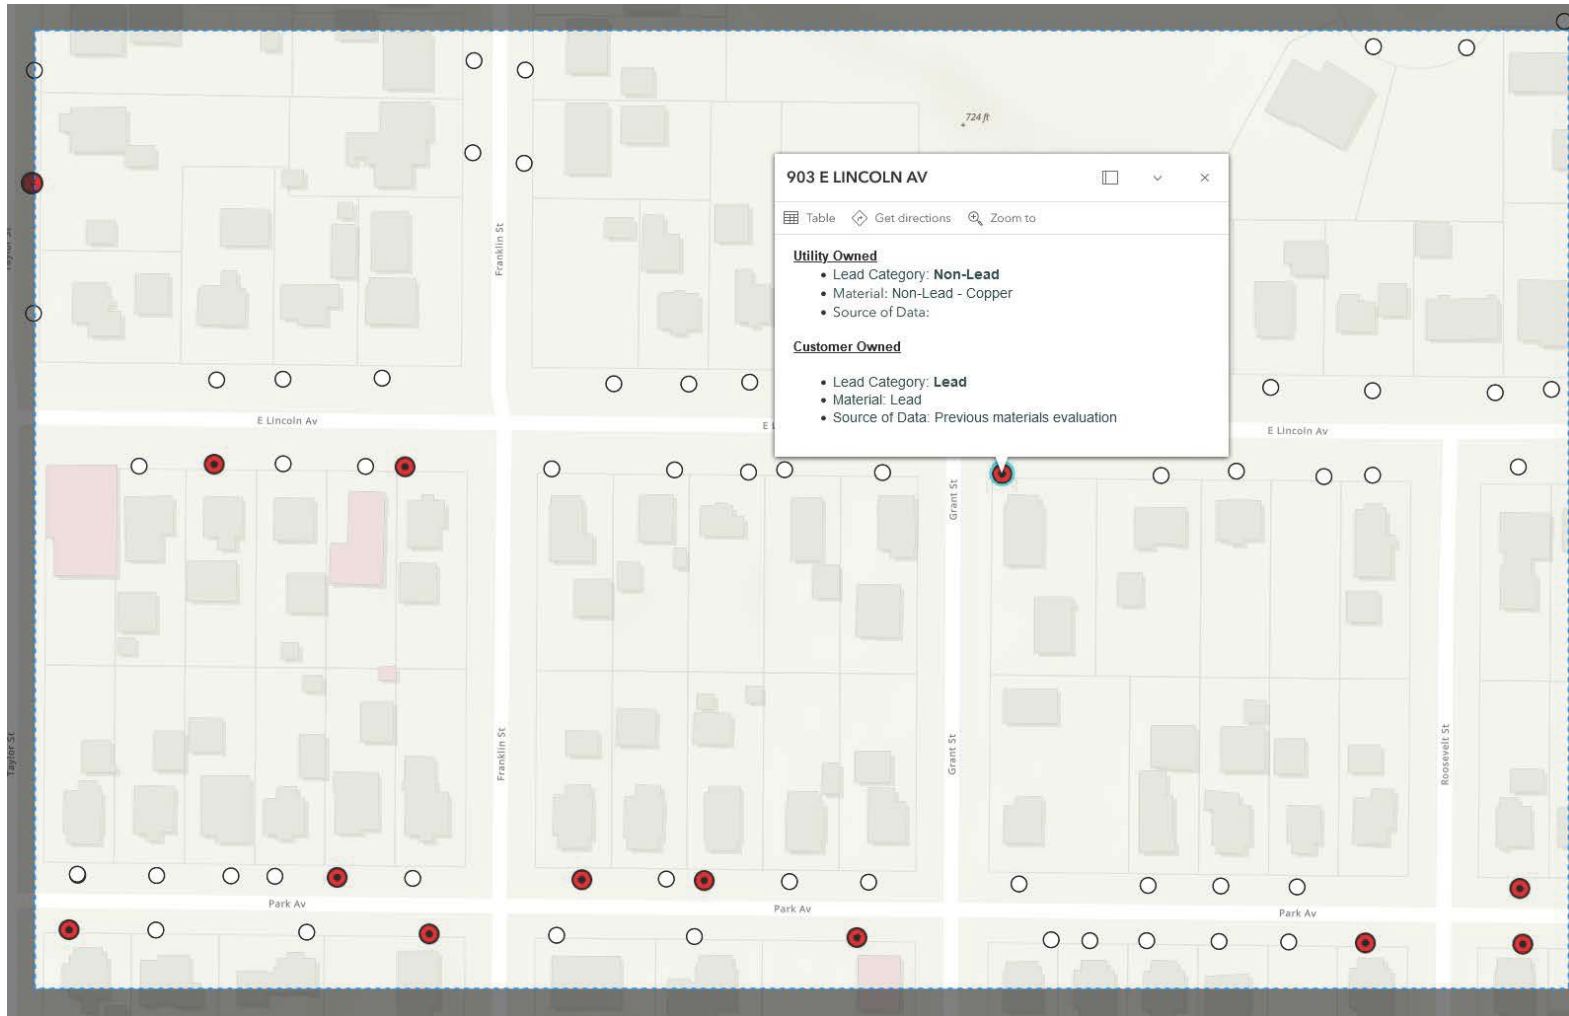 724 ft
903 E LINCOLN AV
Table Get directions Zoom to
Utility Owned
• Lead Category: Non-Lead
• Material: Non-Lead - Copper
• Source of Data:
Customer Owned
• Lead Category: Lead
• Material: Lead
• Source of Data: Previous materials evaluation
Taylor St
Franklin St
E Lincoln Av
E L
E Lincoln Av
Grant St
Taylor St
Franklin St
Grant St
Roosevelt St
Park Av
Park Av
Park Av